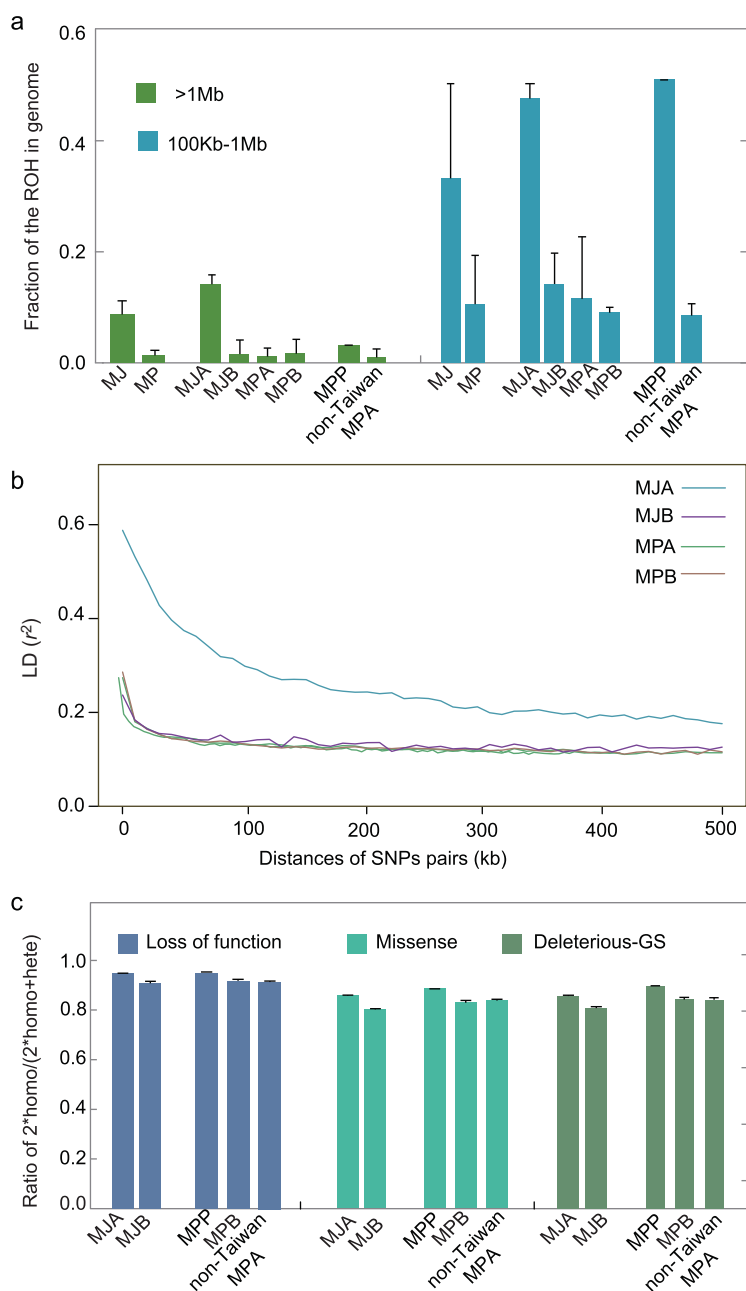 a
0.6
0.4
0.2
0.0
Fraction of the ROH in genome
>1Mb
100Kb-1Mb
MJ
MP
MJA
MJB
MPA
MPB
MPP
non-Taiwan
MPA
MJ
MP
MJA
MJB
MPA
MPB
MPP
non-Taiwan
MPA
b
0.6
0.4
0.2
0.0
LD (r²)
MJA
MJB
MPA
MPB
0 100 200 300 400 500
Distances of SNPs pairs (kb)
c
1.0
0.8
0.6
0.4
0.2
0.0
Ratio of 2*homo/(2*homo+hete)
Loss of function
Missense
Deleterious-GS
MJA
MJB
MPP
MPB
non-Taiwan
MPA
MJA
MJB
MPP
MPB
non-Taiwan
MPA
MJA
MJB
MPP
MPB
non-Taiwan
MPA